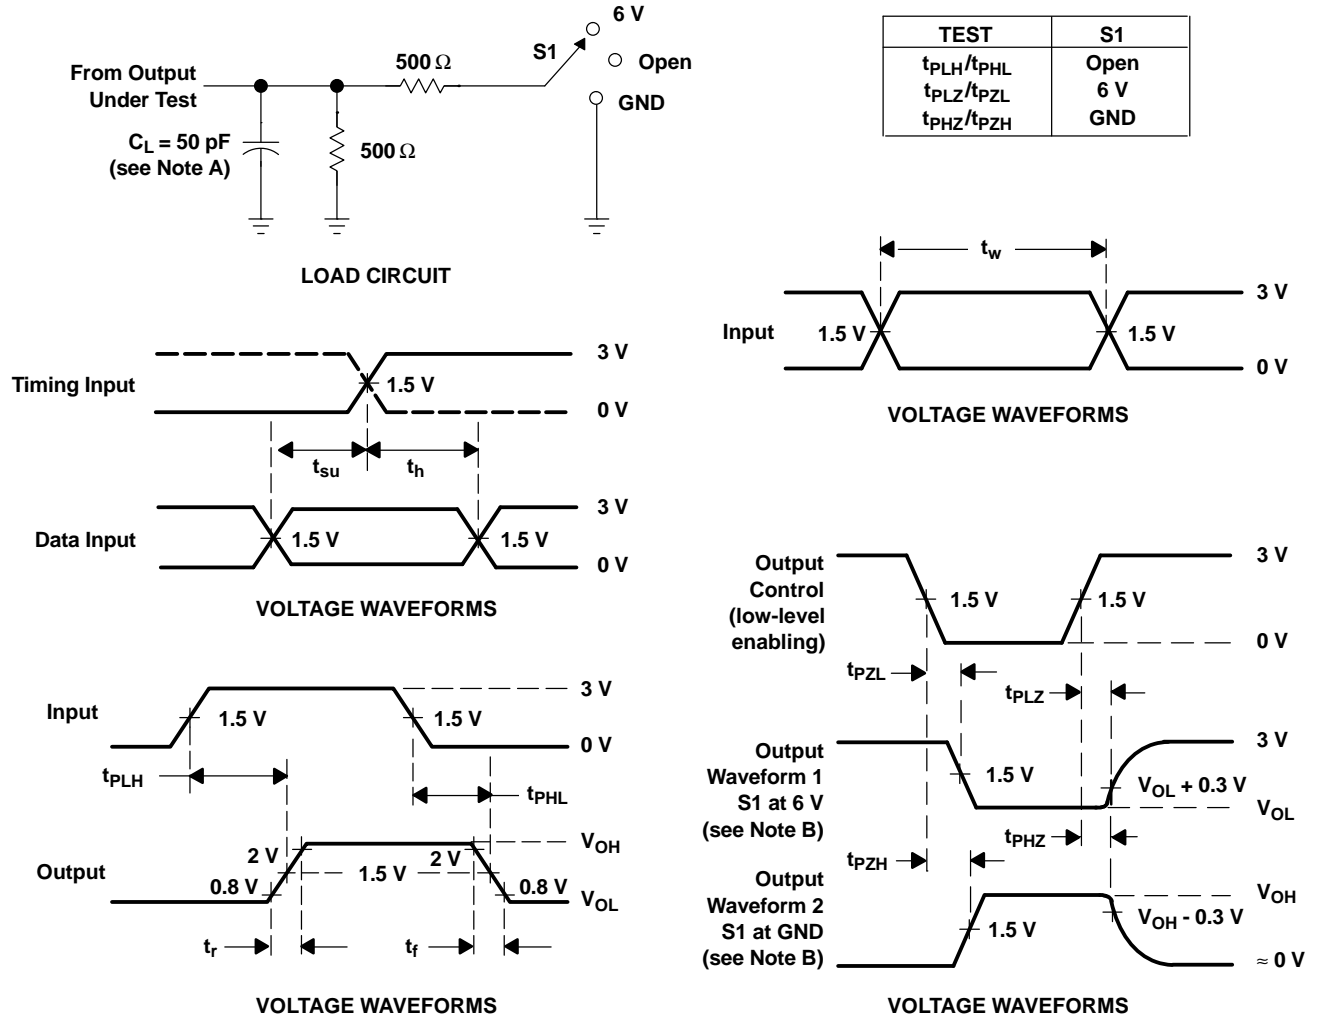 6 V
S1
Open
GND
500 Ω
From Output
Under Test
C_L = 50 pF
(see Note A)
500 Ω
LOAD CIRCUIT
TEST S1
t_PLH/t_PHL Open
t_PLZ/t_PZL 6 V
t_PHZ/t_PZH GND
t_w
Input
1.5 V
1.5 V
3 V
0 V
VOLTAGE WAVEFORMS
Timing Input
1.5 V
3 V
0 V
t_su
t_h
Data Input
1.5 V
1.5 V
3 V
0 V
VOLTAGE WAVEFORMS
Input
1.5 V
1.5 V
3 V
0 V
t_PLH
t_PHL
Output
2 V
2 V
0.8 V
1.5 V
0.8 V
V_OH
V_OL
t_r
t_f
VOLTAGE WAVEFORMS
Output
Control
(low-level
enabling)
1.5 V
1.5 V
3 V
0 V
t_PZL
t_PLZ
Output
Waveform 1
S1 at 6 V
(see Note B)
1.5 V
3 V
V_OL + 0.3 V
V_OL
t_PHZ
t_PZH
Output
Waveform 2
S1 at GND
(see Note B)
1.5 V
V_OH
V_OH - 0.3 V
≈ 0 V
VOLTAGE WAVEFORMS